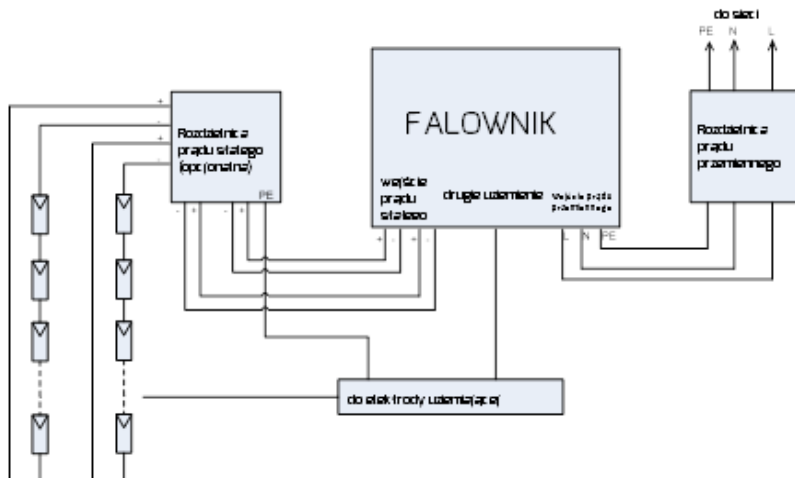 do sieci
PE N L
+
-
+
-
Rozdzielnica
prądu stałego
(opcjonalna)
PE
- + - +
FALOWNIK
wejście
prądu
stałego
drugie uziemienie
Wejście prądu
przemiennego
+ - + -
L N PE
Rozdzielnica
prądu
przemiennego
do elektrody uziemiającej